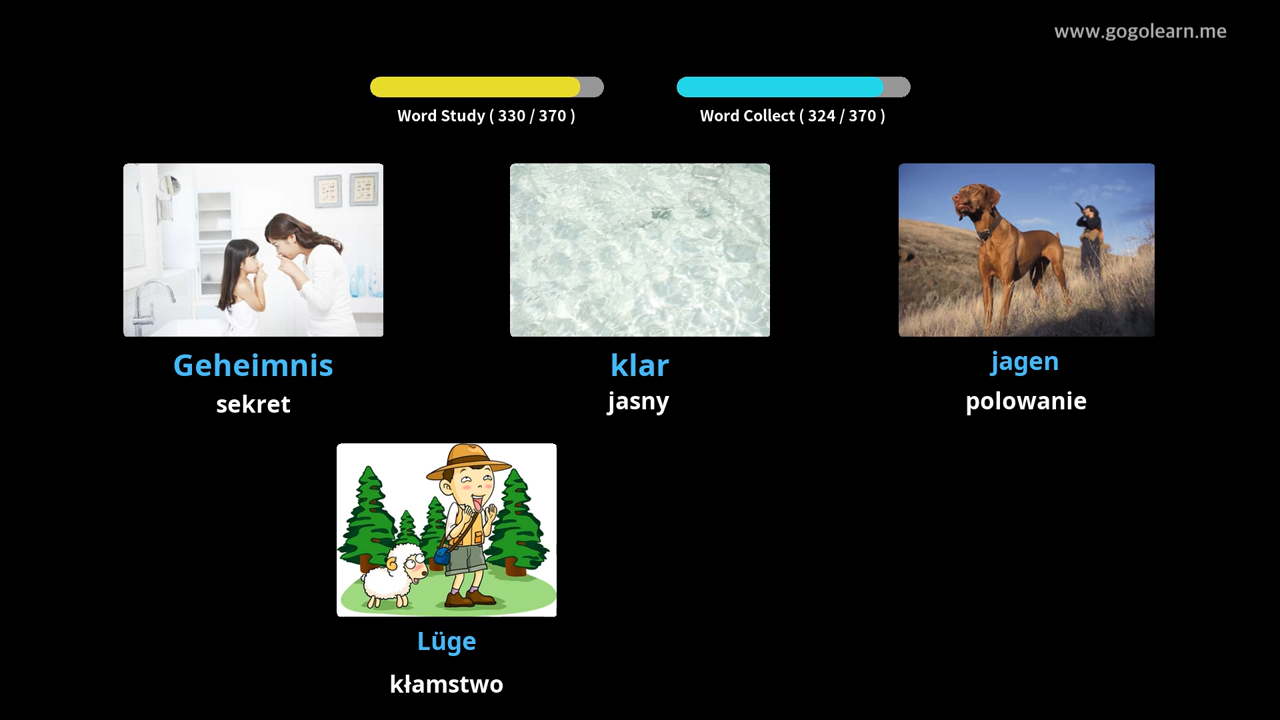 www.gogolearn.me
Word Study ( 330 / 370 )
Word Collect ( 324 / 370 )
Geheimnis
sekret
klar
jasny
jagen
polowanie
Lüge
kłamstwo